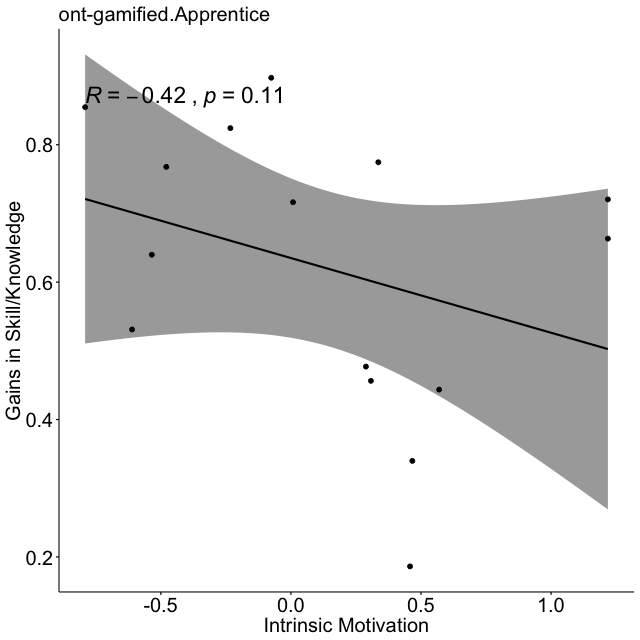 ont-gamified.Apprentice
R = −0.42 , p = 0.11
Gains in Skill/Knowledge
0.8
0.6
0.4
0.2
-0.5
0.0
0.5
1.0
Intrinsic Motivation